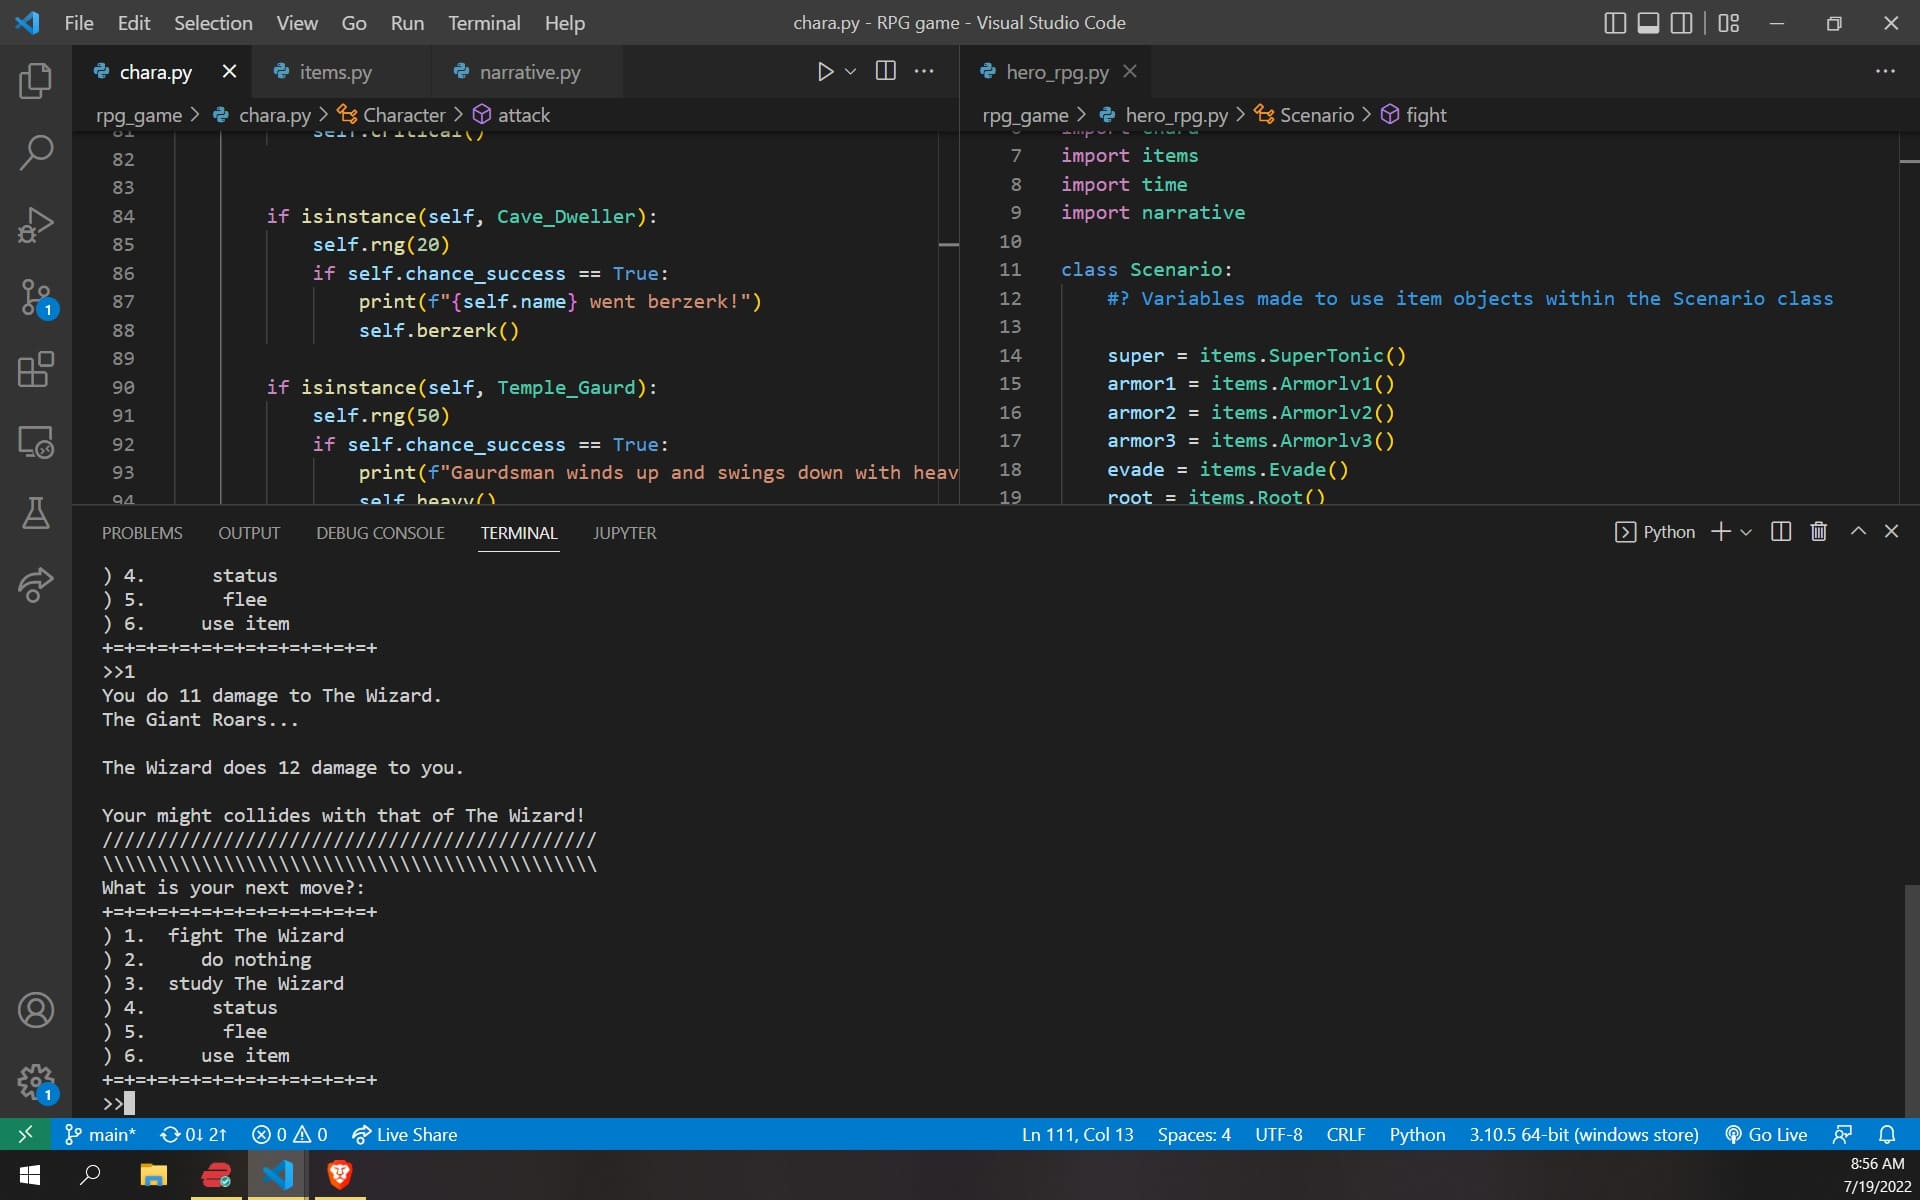 File Edit Selection View Go Run Terminal Help
chara.py - RPG game - Visual Studio Code
chara.py items.py narrative.py
rpg_game > chara.py > Character > attack
81 self.critical()
82
83
84 if isinstance(self, Cave_Dweller):
85 self.rng(20)
86 if self.chance_success == True:
87 print(f"{self.name} went berzerk!")
88 self.berzerk()
89
90 if isinstance(self, Temple_Gaurd):
91 self.rng(50)
92 if self.chance_success == True:
93 print(f"Gaurdsman winds up and swings down with heav
94 self.heavy()
hero_rpg.py
rpg_game > hero_rpg.py > Scenario > fight
6 import chara
7 import items
8 import time
9 import narrative
10
11 class Scenario:
12 #? Variables made to use item objects within the Scenario class
13
14 super = items.SuperTonic()
15 armor1 = items.Armorlv1()
16 armor2 = items.Armorlv2()
17 armor3 = items.Armorlv3()
18 evade = items.Evade()
19 root = items.Root()
PROBLEMS OUTPUT DEBUG CONSOLE TERMINAL JUPYTER
Python
) 4. status
) 5. flee
) 6. use item
+=+=+=+=+=+=+=+=+=+=+=+=+
>>1
You do 11 damage to The Wizard.
The Giant Roars...
The Wizard does 12 damage to you.
Your might collides with that of The Wizard!
/////////////////////////////////////////////
\\\\\\\\\\\\\\\\\\\\\\\\\\\\\\\\\\\\\\\\\\\\\
What is your next move?:
+=+=+=+=+=+=+=+=+=+=+=+=+
) 1. fight The Wizard
) 2. do nothing
) 3. study The Wizard
) 4. status
) 5. flee
) 6. use item
+=+=+=+=+=+=+=+=+=+=+=+=+
>>
1
1
main* 0↓ 2↑ 0 0 Live Share
Ln 111, Col 13 Spaces: 4 UTF-8 CRLF Python 3.10.5 64-bit (windows store) Go Live
8:56 AM
7/19/2022